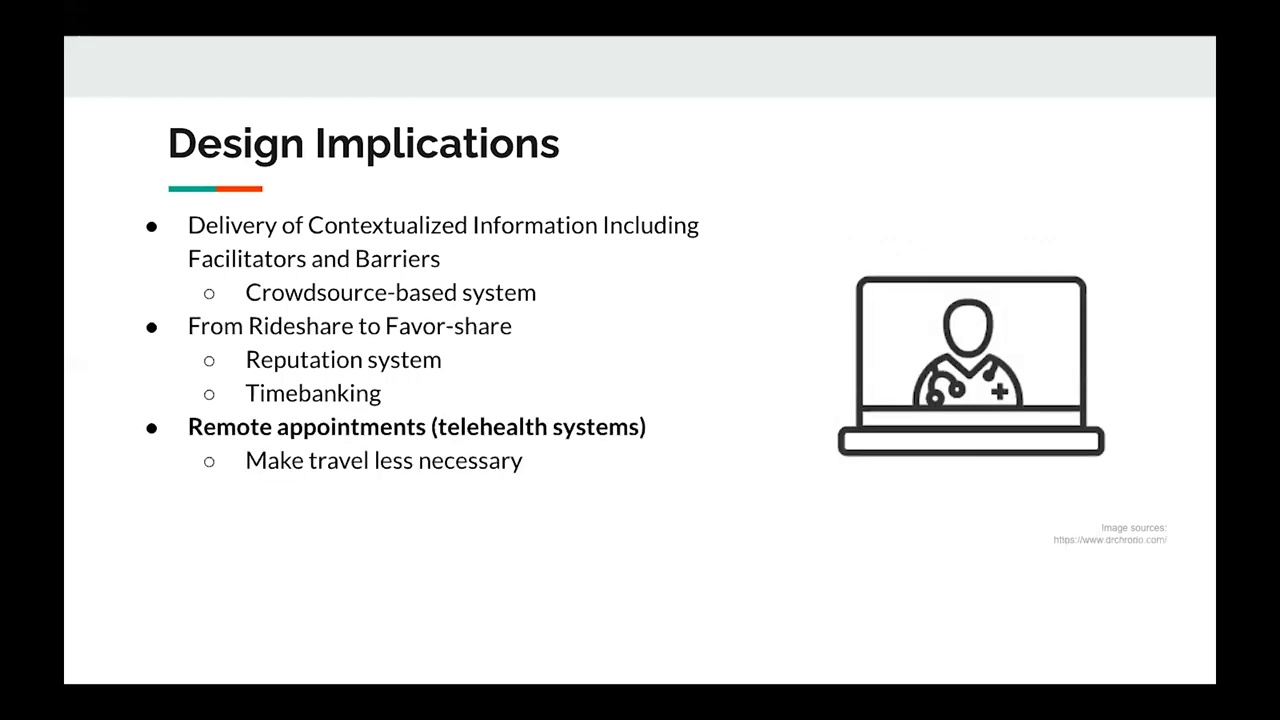 Design Implications
● Delivery of Contextualized Information Including
Facilitators and Barriers
○ Crowdsource-based system
● From Rideshare to Favor-share
○ Reputation system
○ Timebanking
● Remote appointments (telehealth systems)
○ Make travel less necessary
Image sources:
https://www.drchrono.com/